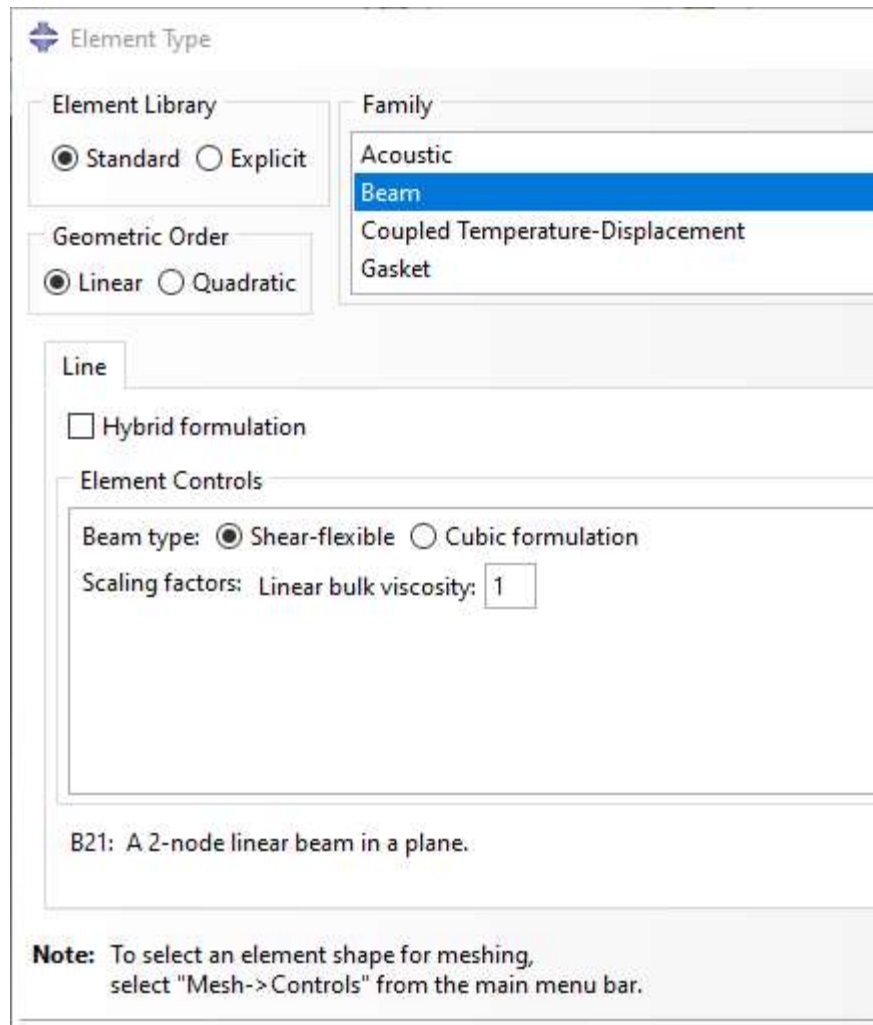 Element Type
Element Library
Standard Explicit
Family
Acoustic
Beam
Coupled Temperature-Displacement
Gasket
Geometric Order
Linear Quadratic
Line
Hybrid formulation
Element Controls
Beam type: Shear-flexible Cubic formulation
Scaling factors: Linear bulk viscosity: 1
B21: A 2-node linear beam in a plane.
Note: To select an element shape for meshing,
select "Mesh->Controls" from the main menu bar.